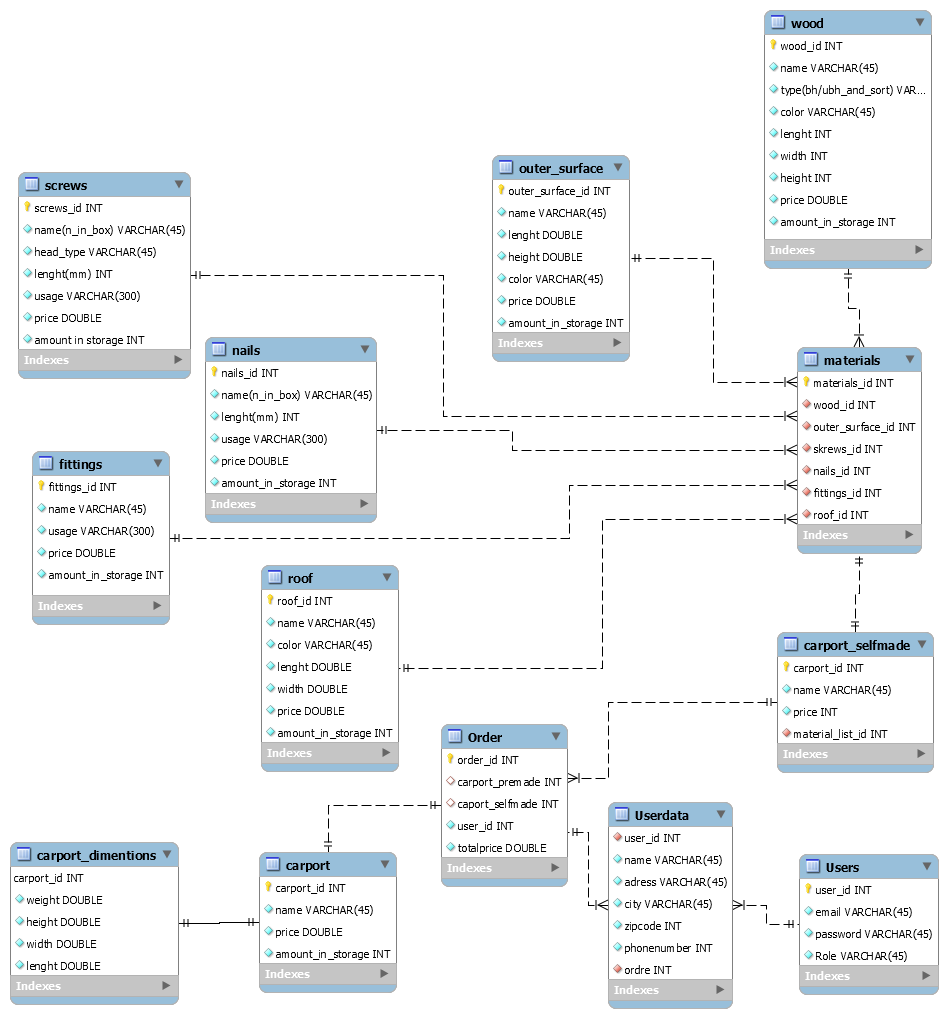 wood
wood_id INT
name VARCHAR(45)
type(bh/ubh_and_sort) VAR...
color VARCHAR(45)
lenght INT
width INT
height INT
price DOUBLE
amount_in_storage INT
Indexes
screws
screws_id INT
name(n_in_box) VARCHAR(45)
head_type VARCHAR(45)
lenght(mm) INT
usage VARCHAR(300)
price DOUBLE
amount in storage INT
Indexes
outer_surface
outer_surface_id INT
name VARCHAR(45)
lenght DOUBLE
height DOUBLE
color VARCHAR(45)
price DOUBLE
amount_in_storage INT
Indexes
nails
nails_id INT
name(n_in_box) VARCHAR(45)
lenght(mm) INT
usage VARCHAR(300)
price DOUBLE
amount_in_storage INT
Indexes
materials
materials_id INT
wood_id INT
outer_surface_id INT
skrews_id INT
nails_id INT
fittings_id INT
roof_id INT
Indexes
fittings
fittings_id INT
name VARCHAR(45)
usage VARCHAR(300)
price DOUBLE
amount_in_storage INT
Indexes
roof
roof_id INT
name VARCHAR(45)
color VARCHAR(45)
lenght DOUBLE
width DOUBLE
price DOUBLE
amount_in_storage INT
Indexes
carport_selfmade
carport_id INT
name VARCHAR(45)
price INT
material_list_id INT
Indexes
Order
order_id INT
carport_premade INT
caport_selfmade INT
user_id INT
totalprice DOUBLE
Indexes
Userdata
user_id INT
name VARCHAR(45)
adress VARCHAR(45)
city VARCHAR(45)
zipcode INT
phonenumber INT
ordre INT
Indexes
carport_dimentions
carport_id INT
weight DOUBLE
height DOUBLE
width DOUBLE
lenght DOUBLE
Indexes
carport
carport_id INT
name VARCHAR(45)
price DOUBLE
amount_in_storage INT
Indexes
Users
user_id INT
email VARCHAR(45)
password VARCHAR(45)
Role VARCHAR(45)
Indexes